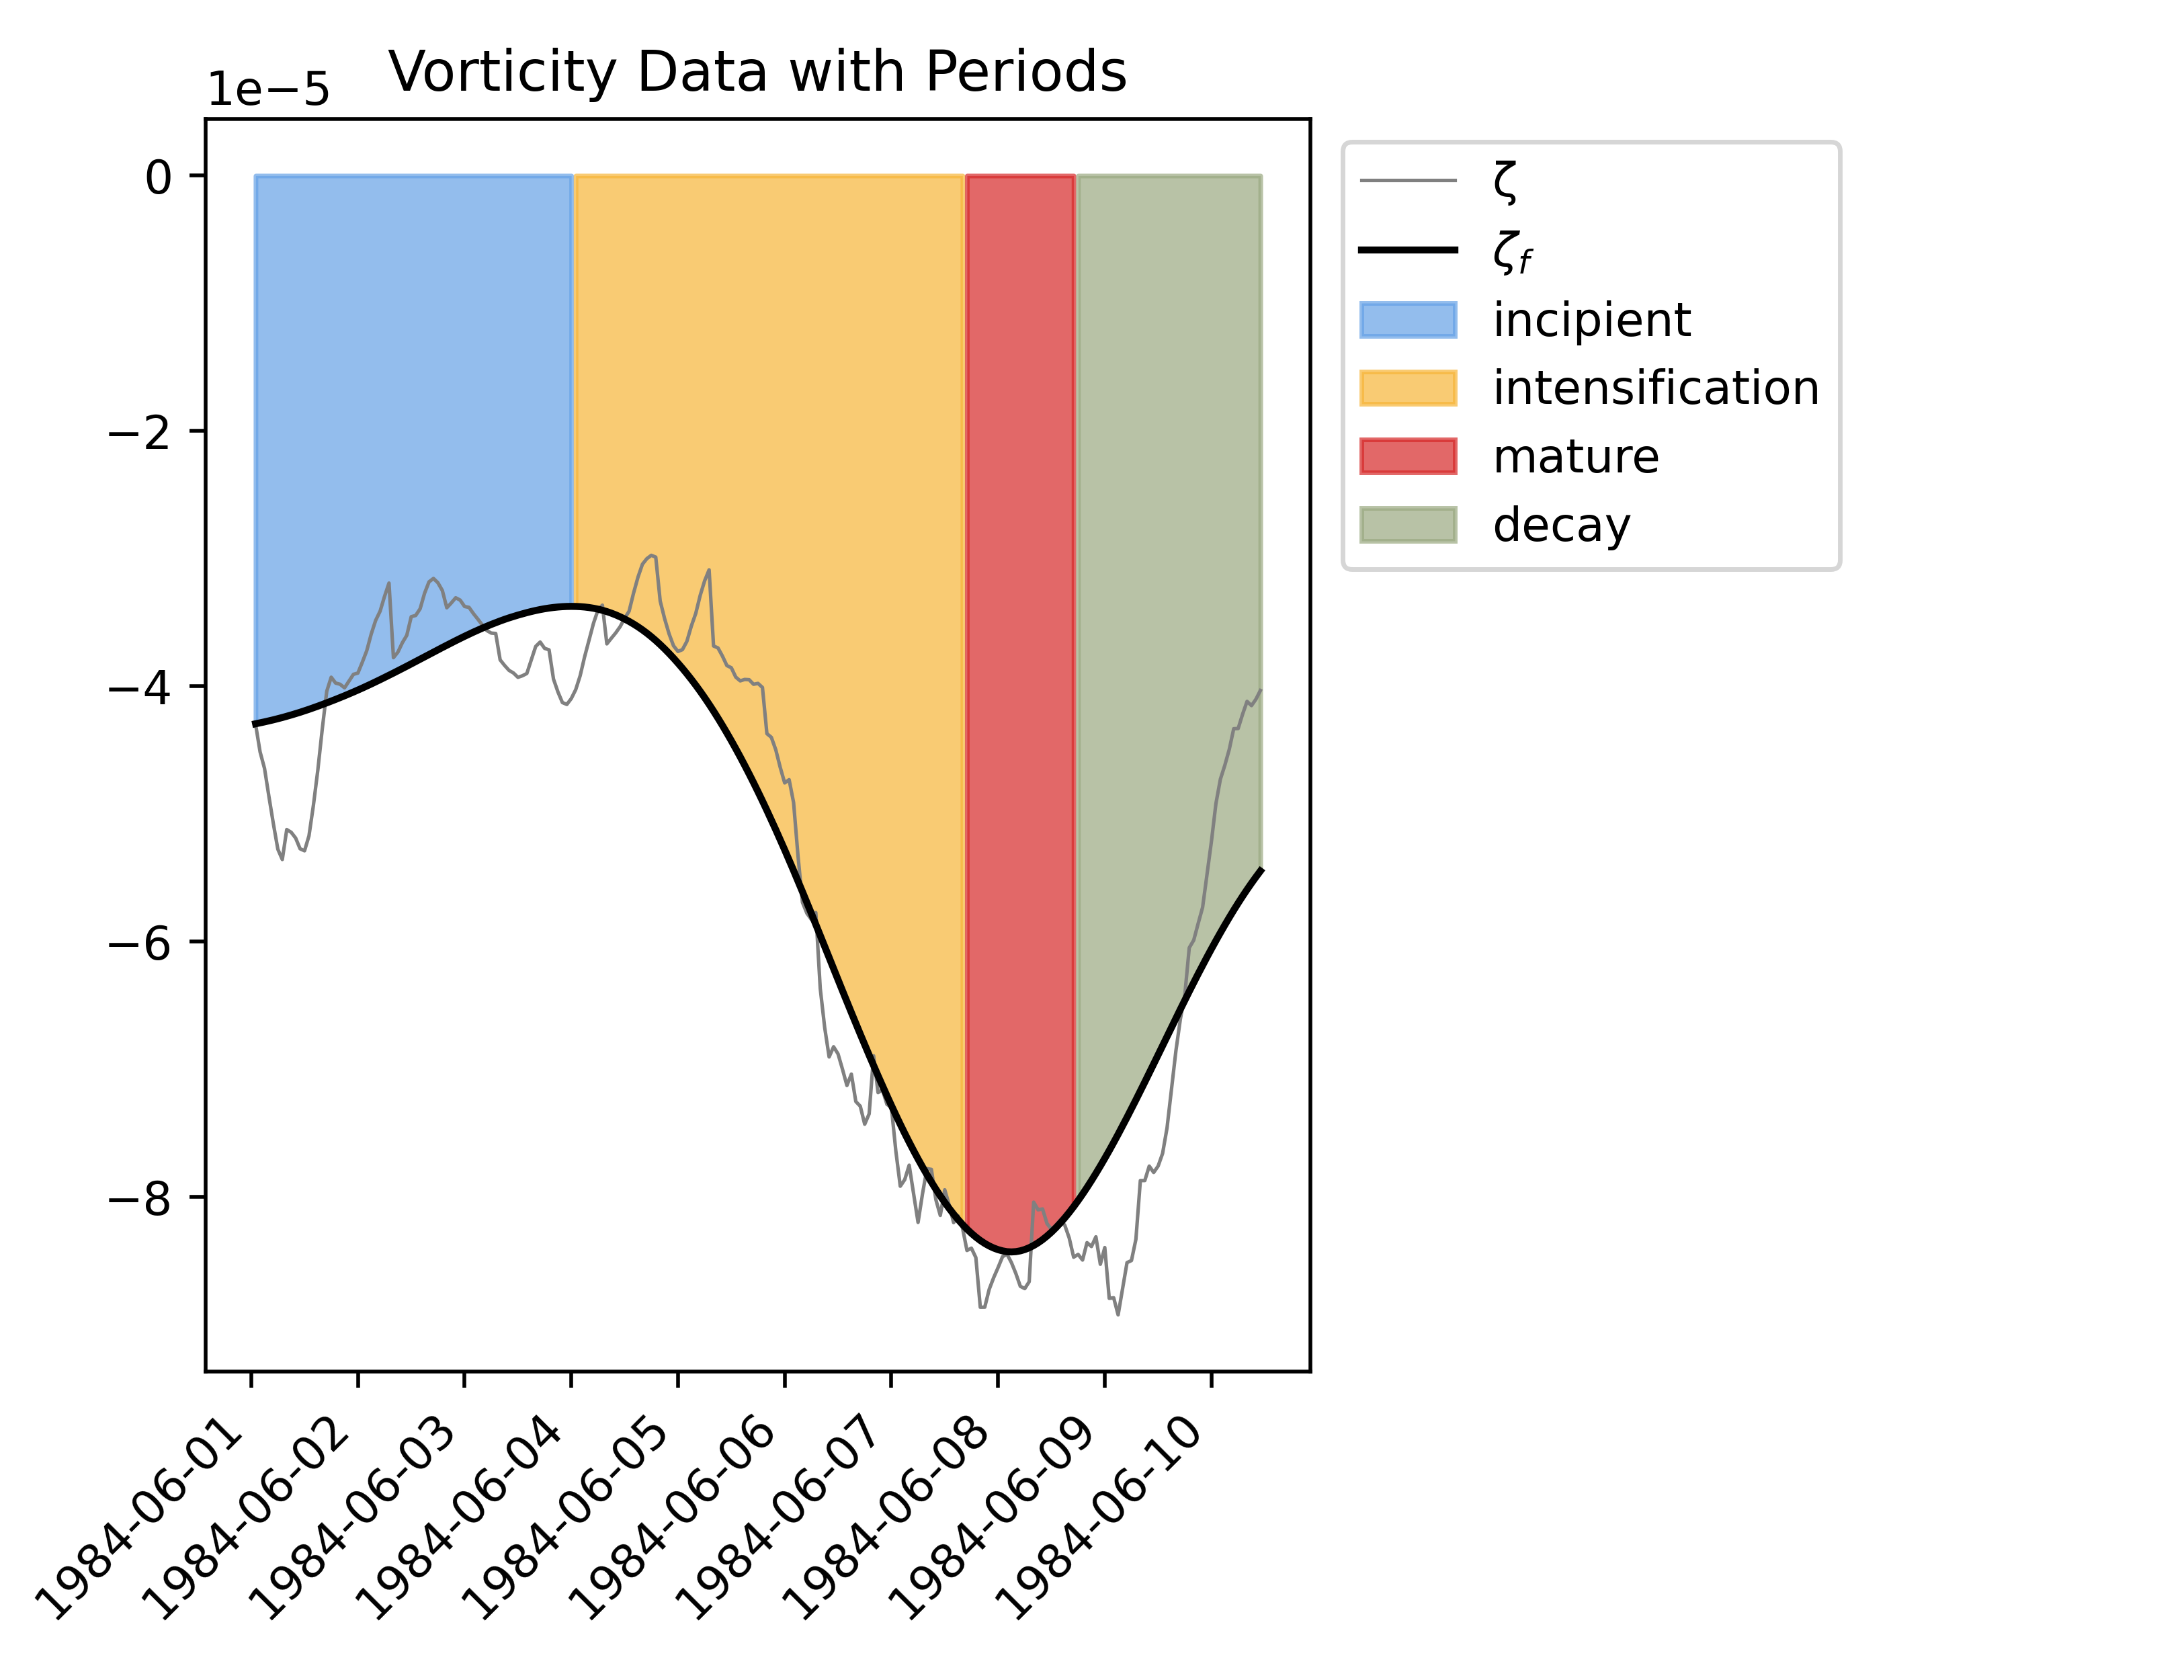 Vorticity Data with Periods
1e−5
0
−2
−4
−6
−8
1984-06-01
1984-06-02
1984-06-03
1984-06-04
1984-06-05
1984-06-06
1984-06-07
1984-06-08
1984-06-09
1984-06-10
ζ
ζf
incipient
intensification
mature
decay